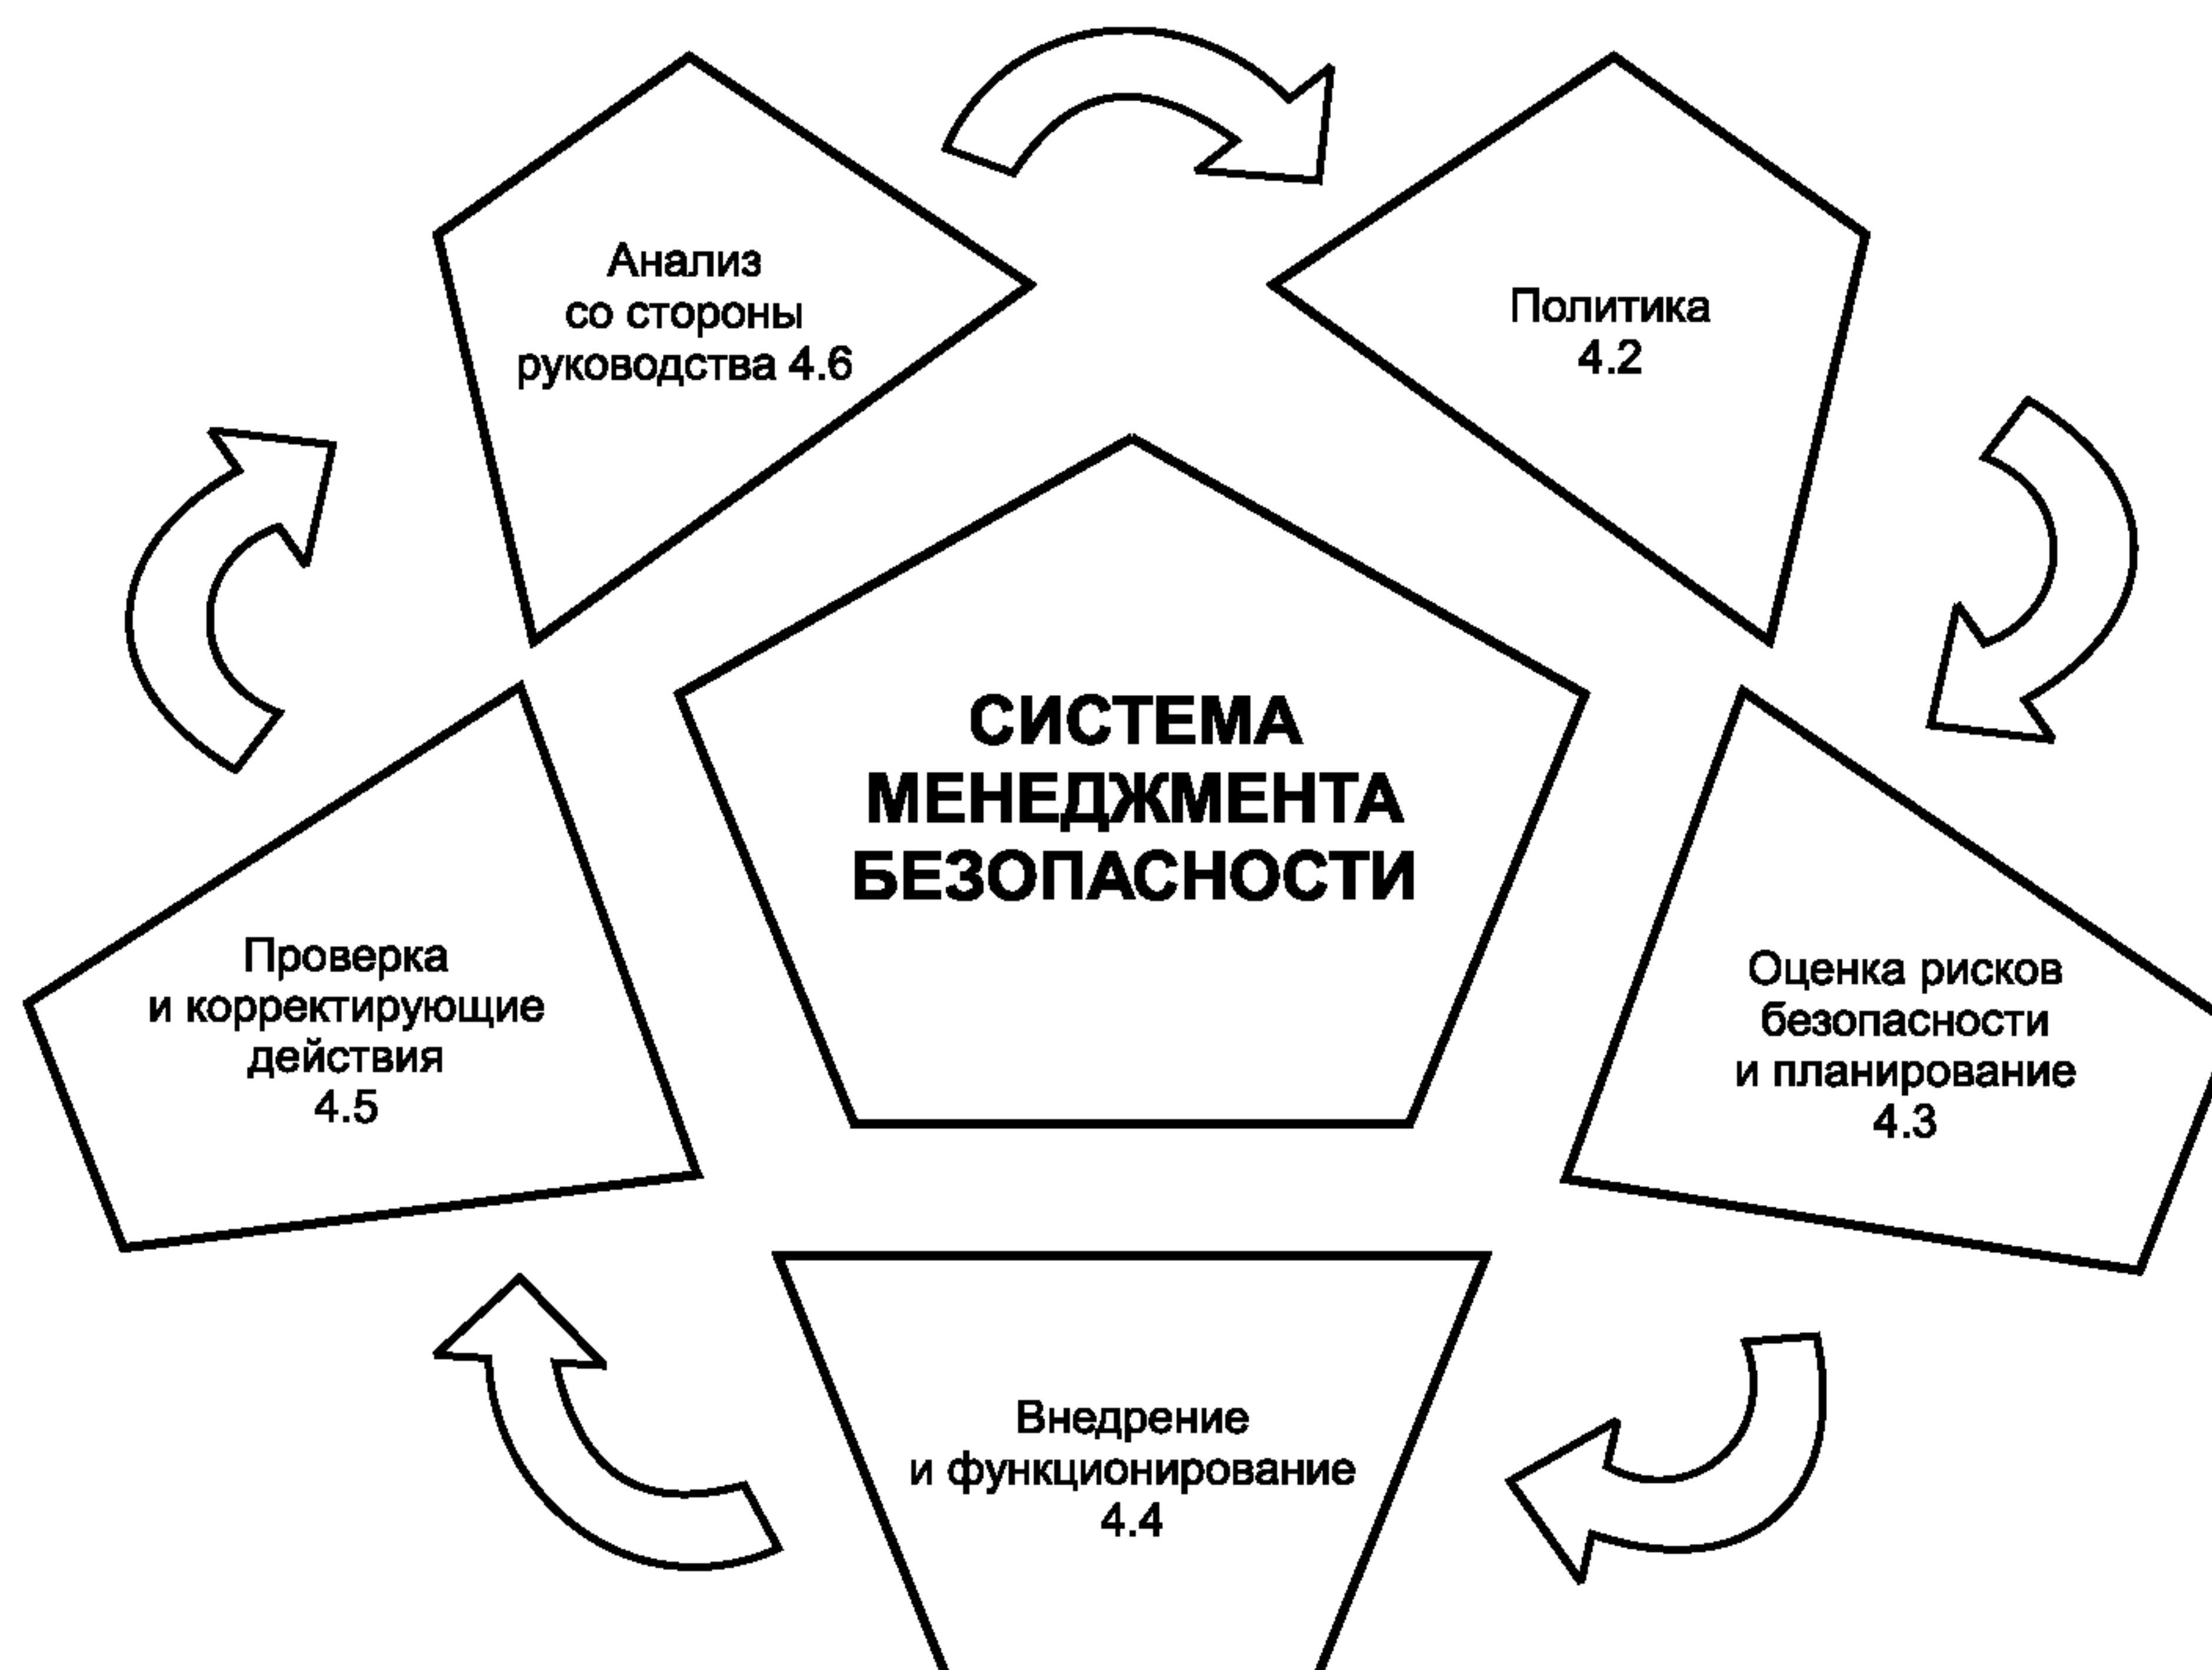 Анализ
со стороны
руководства 4.6
Политика
4.2
СИСТЕМА
МЕНЕДЖМЕНТА
БЕЗОПАСНОСТИ
Проверка
и корректирующие
действия
4.5
Оценка рисков
безопасности
и планирование
4.3
Внедрение
и функционирование
4.4